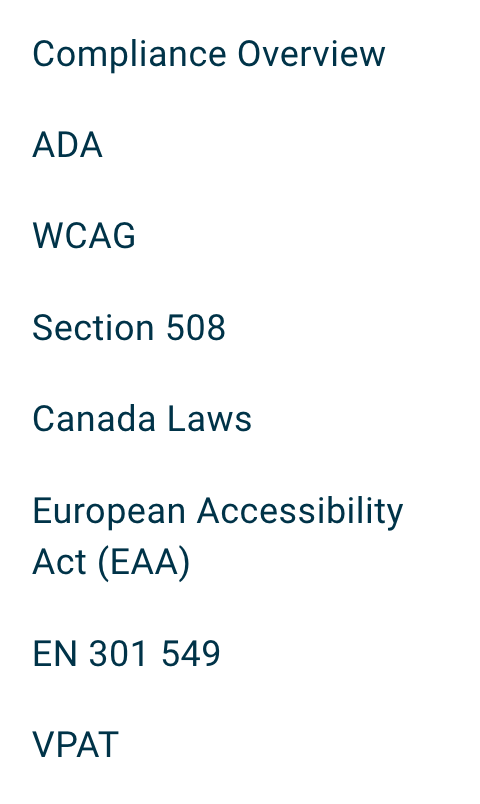 Compliance Overview
ADA
WCAG
Section 508
Canada Laws
European Accessibility
Act (EAA)
EN 301 549
VPAT